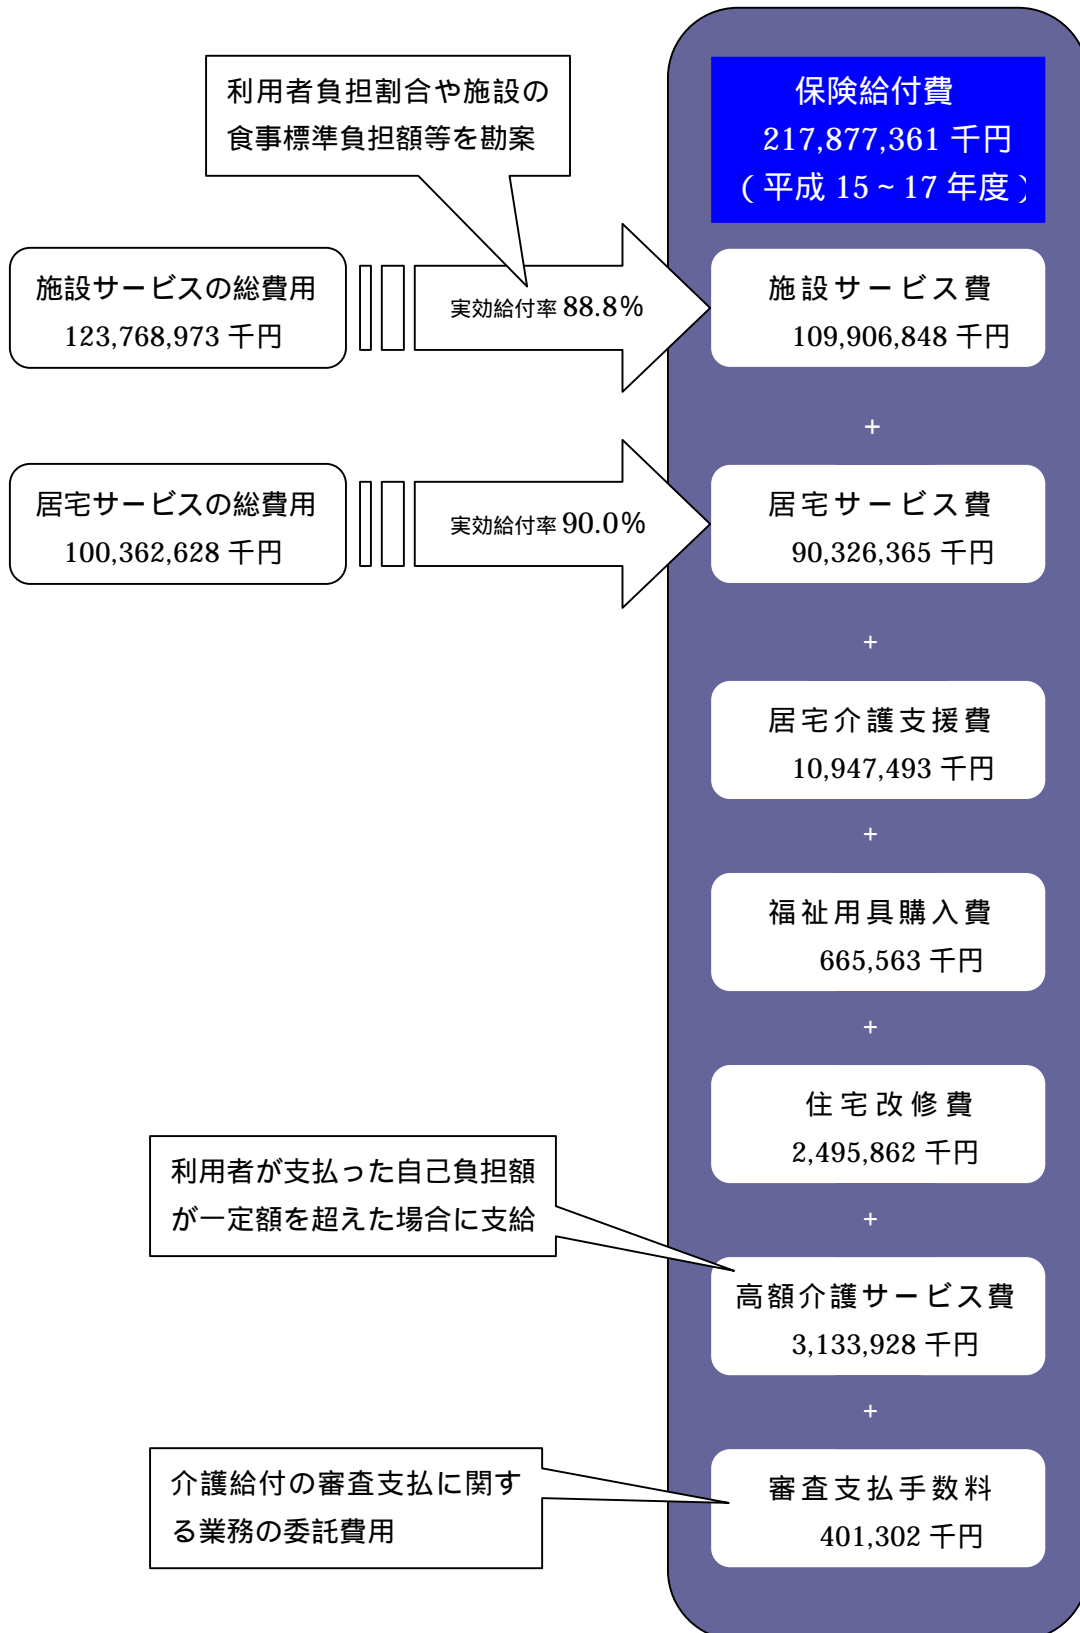 利用者負担割合や施設の
食事標準負担額等を勘案
保険給付費
217,877,361 千円
（平成 15～17 年度）
施設サービスの総費用
123,768,973 千円
実効給付率 88.8%
施設サービス費
109,906,848 千円
+
居宅サービスの総費用
100,362,628 千円
実効給付率 90.0%
居宅サービス費
90,326,365 千円
+
居宅介護支援費
10,947,493 千円
+
福祉用具購入費
665,563 千円
+
住宅改修費
2,495,862 千円
+
利用者が支払った自己負担額
が一定額を超えた場合に支給
高額介護サービス費
3,133,928 千円
+
介護給付の審査支払に関す
る業務の委託費用
審査支払手数料
401,302 千円